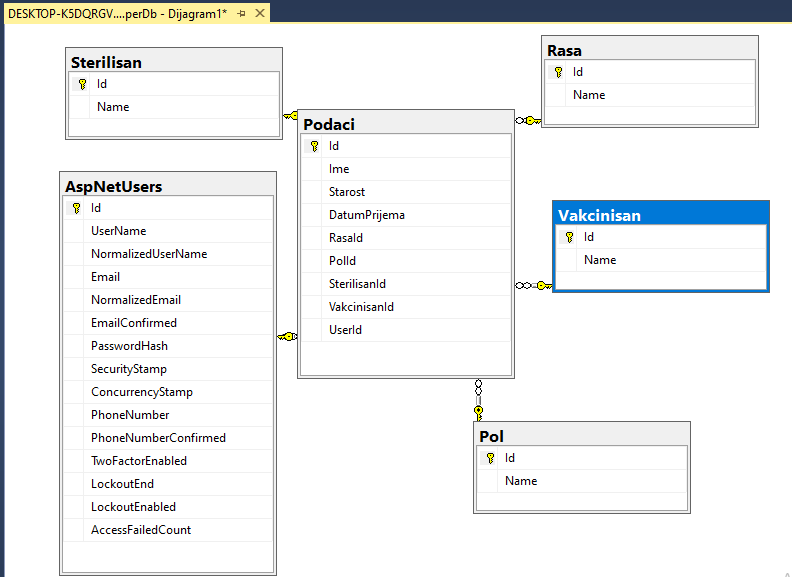 DESKTOP-K5DQRGV....perDb - Dijagram1*
Sterilisan
Id
Name
Rasa
Id
Name
Podaci
Id
Ime
Starost
DatumPrijema
RasaId
PolId
SterilisanId
VakcinisanId
UserId
AspNetUsers
Id
UserName
NormalizedUserName
Email
NormalizedEmail
EmailConfirmed
PasswordHash
SecurityStamp
ConcurrencyStamp
PhoneNumber
PhoneNumberConfirmed
TwoFactorEnabled
LockoutEnd
LockoutEnabled
AccessFailedCount
Vakcinisan
Id
Name
Pol
Id
Name